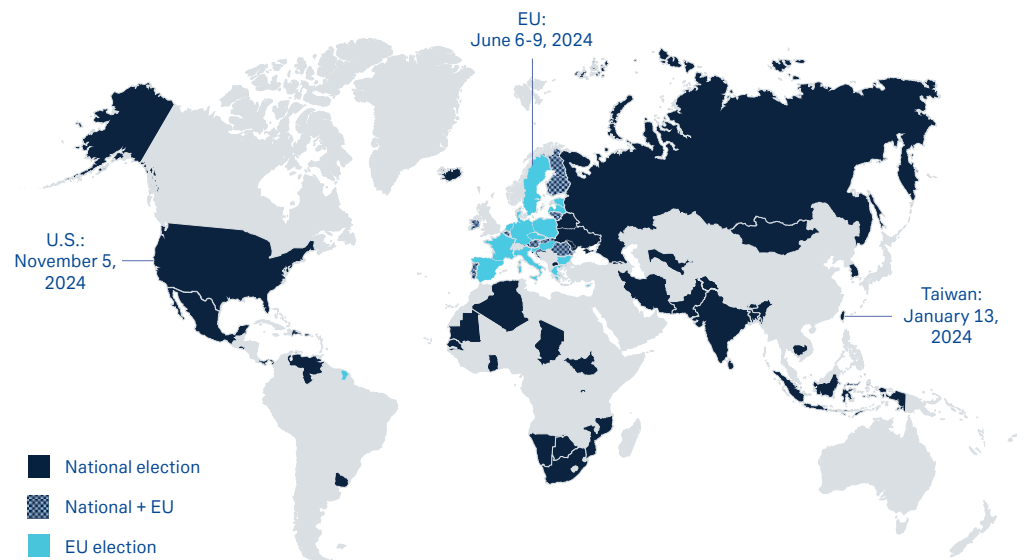 EU:
June 6-9, 2024
U.S.:
November 5,
2024
Taiwan:
January 13,
2024
National election
National + EU
EU election